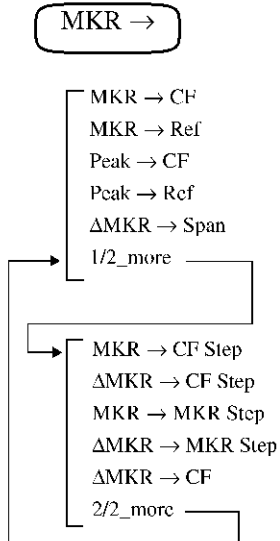 MKR →
MKR → CF
MKR → Ref
Peak → CF
Peak → Ref
ΔMKR → Span
1/2_more
MKR → CF Step
ΔMKR → CF Step
MKR → MKR Step
ΔMKR → MKR Step
ΔMKR → CF
2/2_more